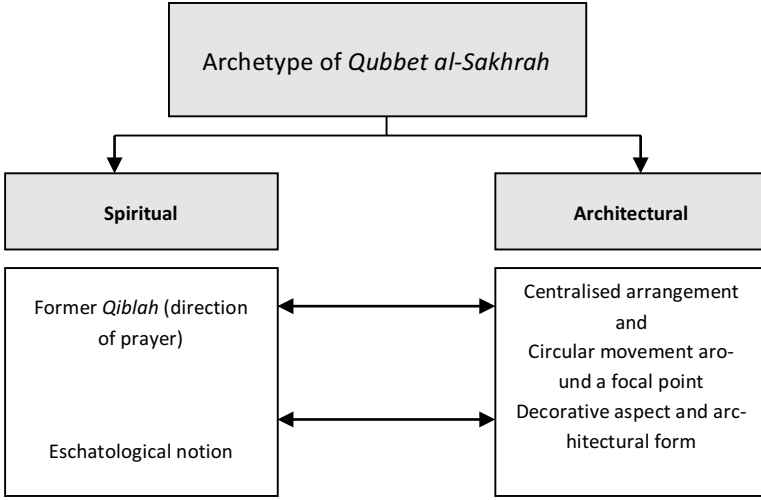 Archetype of Qubbet al-Sakhrah
Spiritual
Architectural
Former Qiblah (direction
of prayer)
Eschatological notion
Centralised arrangement
and
Circular movement aro-
und a focal point
Decorative aspect and arc-
hitectural form